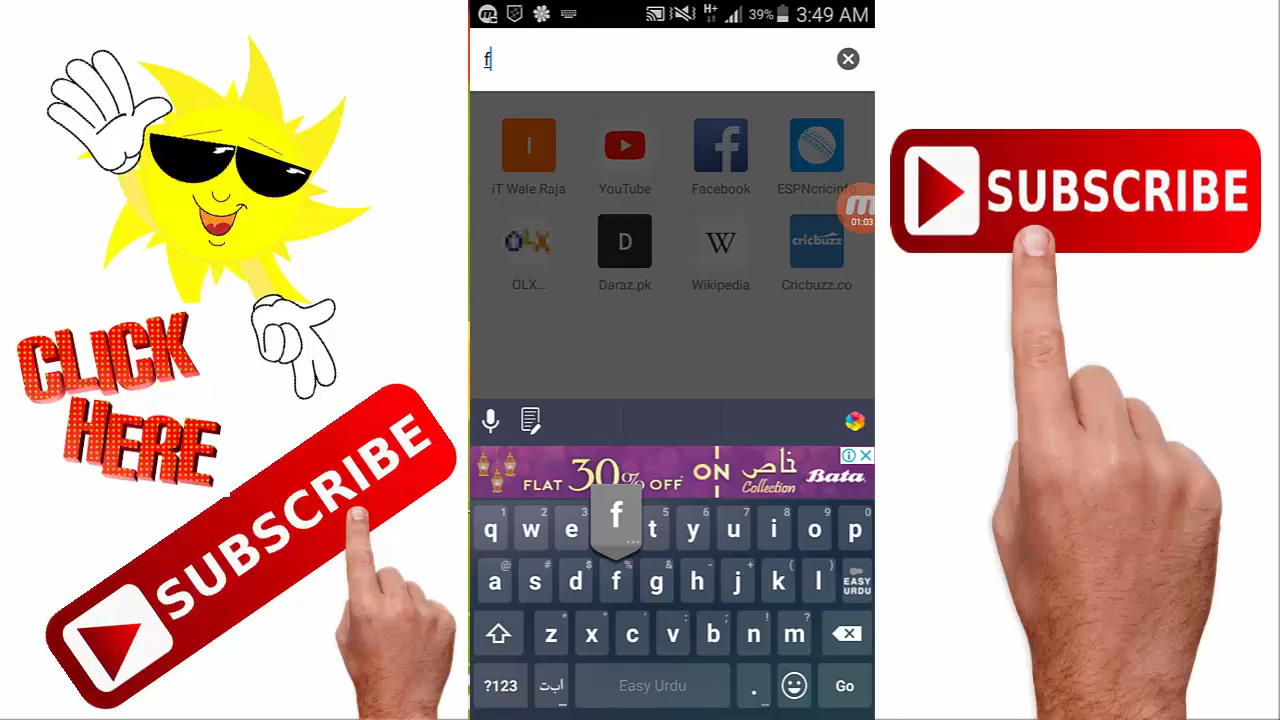 39% 3:49 AM
f
iT Wale Raja YouTube Facebook ESPNcricinfo
OLX... Daraz.pk Wikipedia Cricbuzz.co
01:03
FLAT 30% OFF ON خاص Collection Bata.
f
q w e t y u i o p
a s d f g h j k l EASY URDU
z x c v b n m
?123 ابت Easy Urdu . Go
CLICK
HERE
SUBSCRIBE
SUBSCRIBE